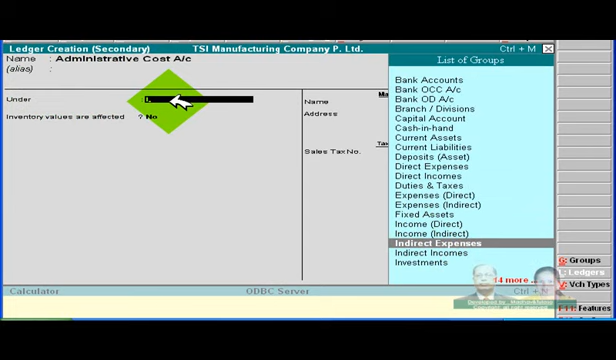 Ledger Creation (Secondary) TSI Manufacturing Company P. Ltd. Ctrl + M
Name : Administrative Cost A/c
(alias) :
Under
Inventory values are affected ? No
Name
Address
Sales Tax No.
List of Groups
Bank Accounts
Bank OCC A/c
Bank OD A/c
Branch / Divisions
Capital Account
Cash-in-hand
Current Assets
Current Liabilities
Deposits (Asset)
Direct Expenses
Direct Incomes
Duties & Taxes
Expenses (Direct)
Expenses (Indirect)
Fixed Assets
Income (Direct)
Income (Indirect)
Indirect Expenses
Indirect Incomes
Investments
14 more ...
G: Groups
L: Ledgers
V: Vch Types
Features
Calculator ODBC Server Ctrl + N